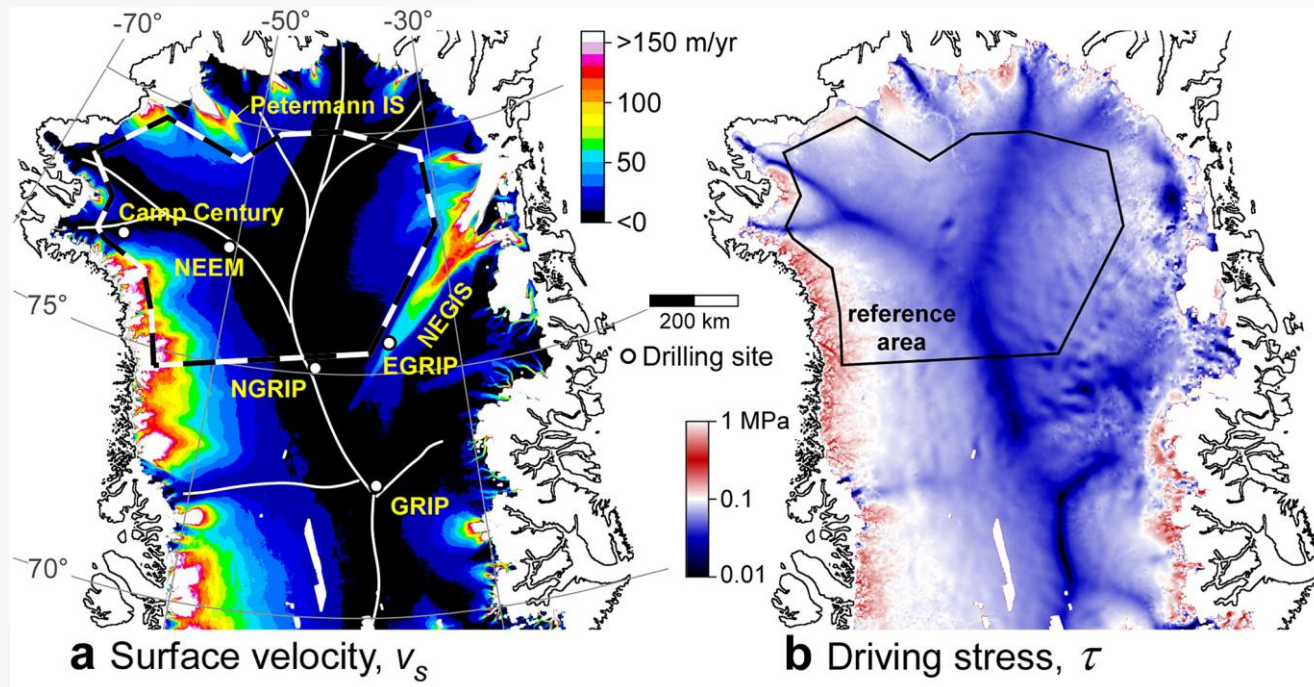 -70°
-50°
-30°
>150 m/yr
100
50
<0
Petermann IS
Camp Century
NEEM
75°
NEGIS
EGRIP
NGRIP
200 km
Drilling site
GRIP
70°
1 MPa
0.1
0.01
reference
area
a Surface velocity, vₛ
b Driving stress, τ